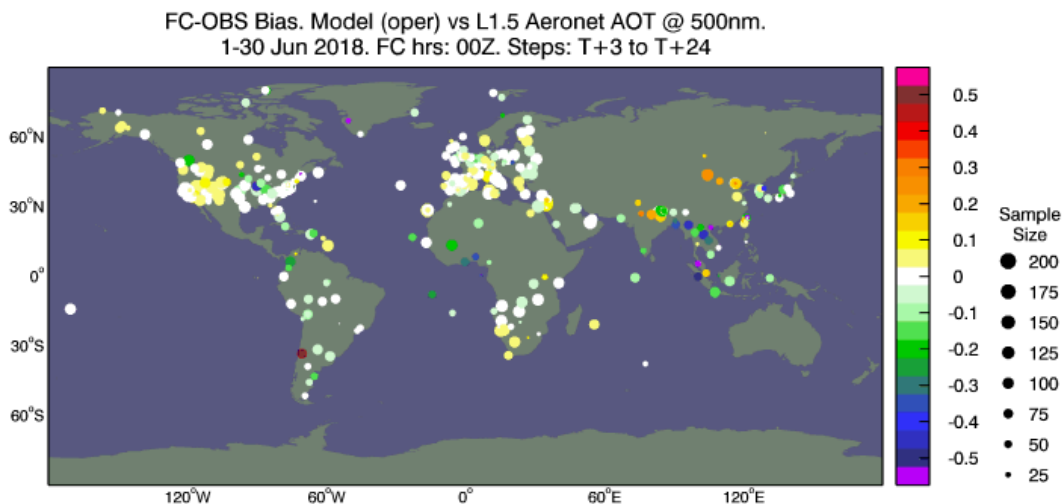 FC-OBS Bias. Model (oper) vs L1.5 Aeronet AOT @ 500nm.
1-30 Jun 2018. FC hrs: 00Z. Steps: T+3 to T+24
60°N
30°N
0°
30°S
60°S
120°W
60°W
0°
60°E
120°E
0.5
0.4
0.3
0.2
0.1
0
-0.1
-0.2
-0.3
-0.4
-0.5
Sample
Size
200
175
150
125
100
75
50
25